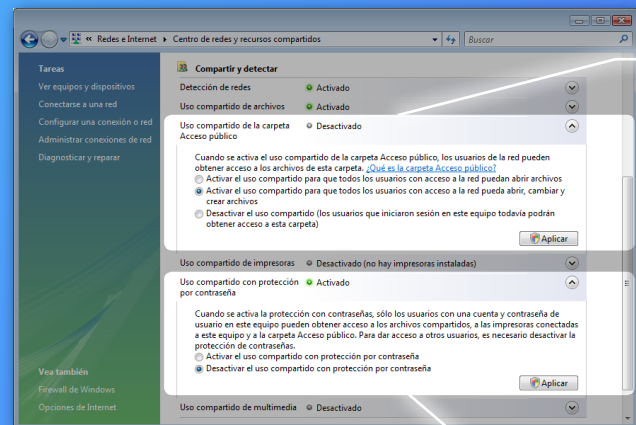 Redes e Internet Centro de redes y recursos compartidos Buscar
Tareas
Ver equipos y dispositivos
Conectarse a una red
Configurar una conexión o red
Administrar conexiones de red
Diagnosticar y reparar
Vea también
Firewall de Windows
Opciones de Internet
Compartir y detectar
Detección de redes Activado
Uso compartido de archivos Activado
Uso compartido de la carpeta Desactivado
Acceso público
Cuando se activa el uso compartido de la carpeta Acceso público, los usuarios de la red pueden
obtener acceso a los archivos de esta carpeta. ¿Qué es la carpeta Acceso público?
Activar el uso compartido para que todos los usuarios con acceso a la red puedan abrir archivos
Activar el uso compartido para que todos los usuarios con acceso a la red pueda abrir, cambiar y
crear archivos
Desactivar el uso compartido (los usuarios que iniciaron sesión en este equipo todavía podrán
obtener acceso a esta carpeta)
Aplicar
Uso compartido de impresoras Desactivado (no hay impresoras instaladas)
Uso compartido con protección Activado
por contraseña
Cuando se activa la protección con contraseñas, sólo los usuarios con una cuenta y contraseña de
usuario en este equipo pueden obtener acceso a los archivos compartidos, a las impresoras conectadas
a este equipo y a la carpeta Acceso público. Para dar acceso a otros usuarios, es necesario desactivar la
protección de contraseñas.
Activar el uso compartido con protección por contraseña
Desactivar el uso compartido con protección por contraseña
Aplicar
Uso compartido de multimedia Desactivado